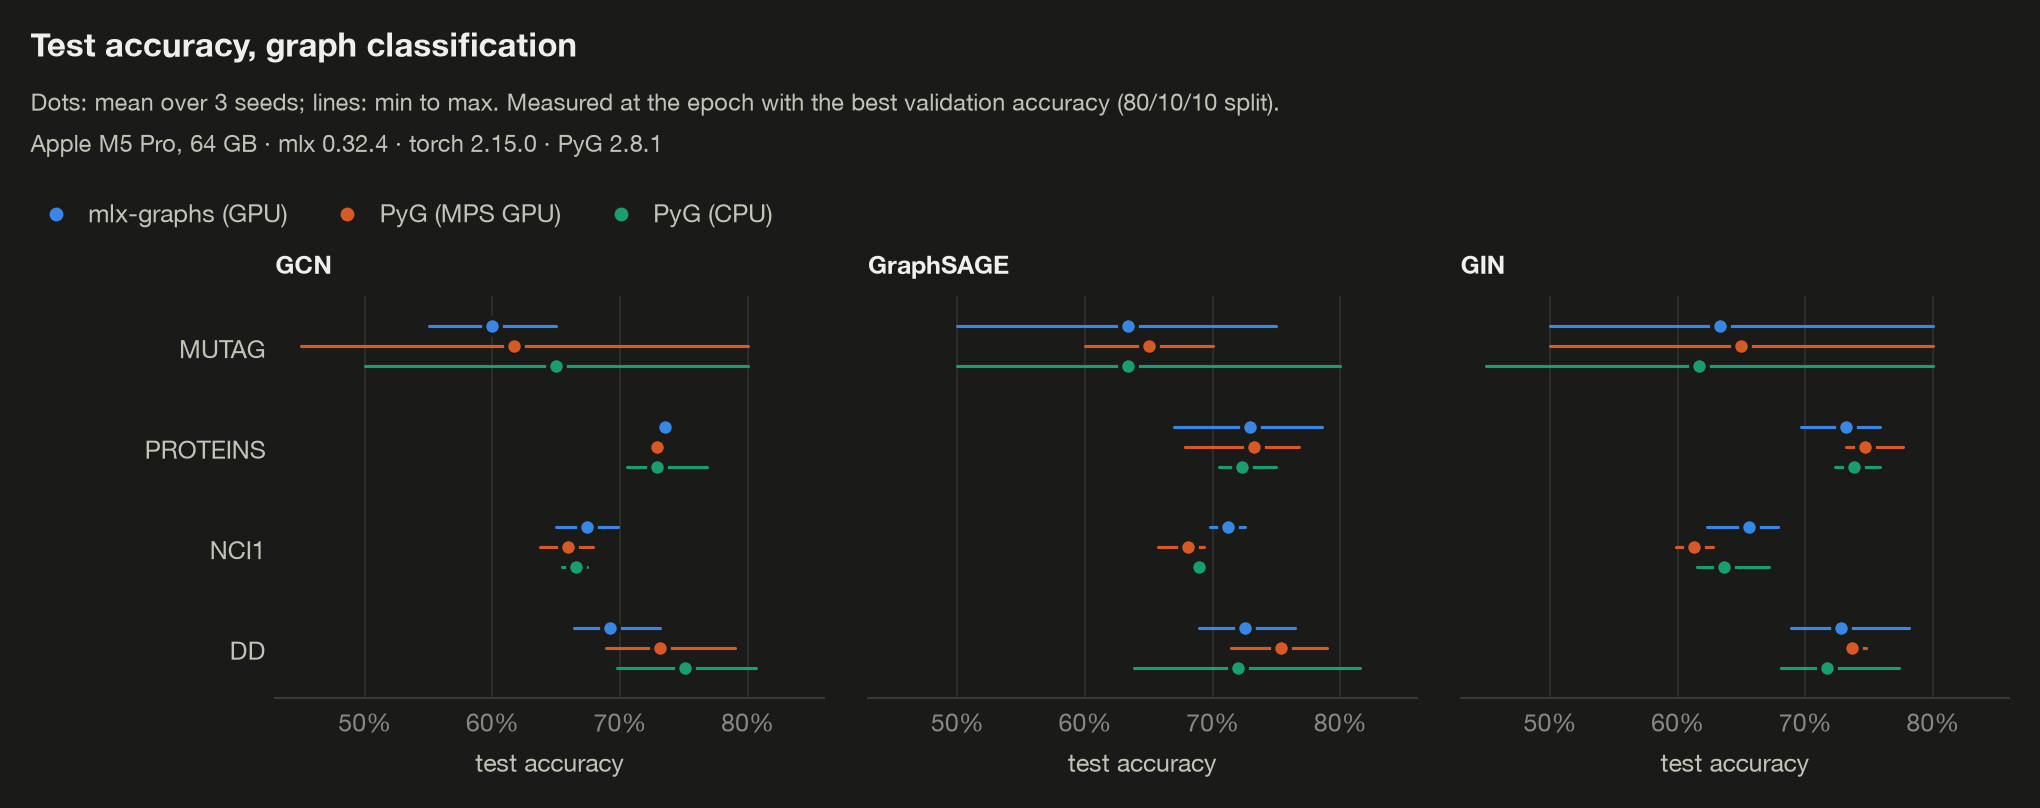 Test accuracy, graph classification
Dots: mean over 3 seeds; lines: min to max. Measured at the epoch with the best validation accuracy (80/10/10 split).
Apple M5 Pro, 64 GB · mlx 0.32.4 · torch 2.15.0 · PyG 2.8.1
mlx-graphs (GPU) PyG (MPS GPU) PyG (CPU)
GCN GraphSAGE GIN
MUTAG
PROTEINS
NCI1
DD
50% 60% 70% 80% 50% 60% 70% 80% 50% 60% 70% 80%
test accuracy test accuracy test accuracy